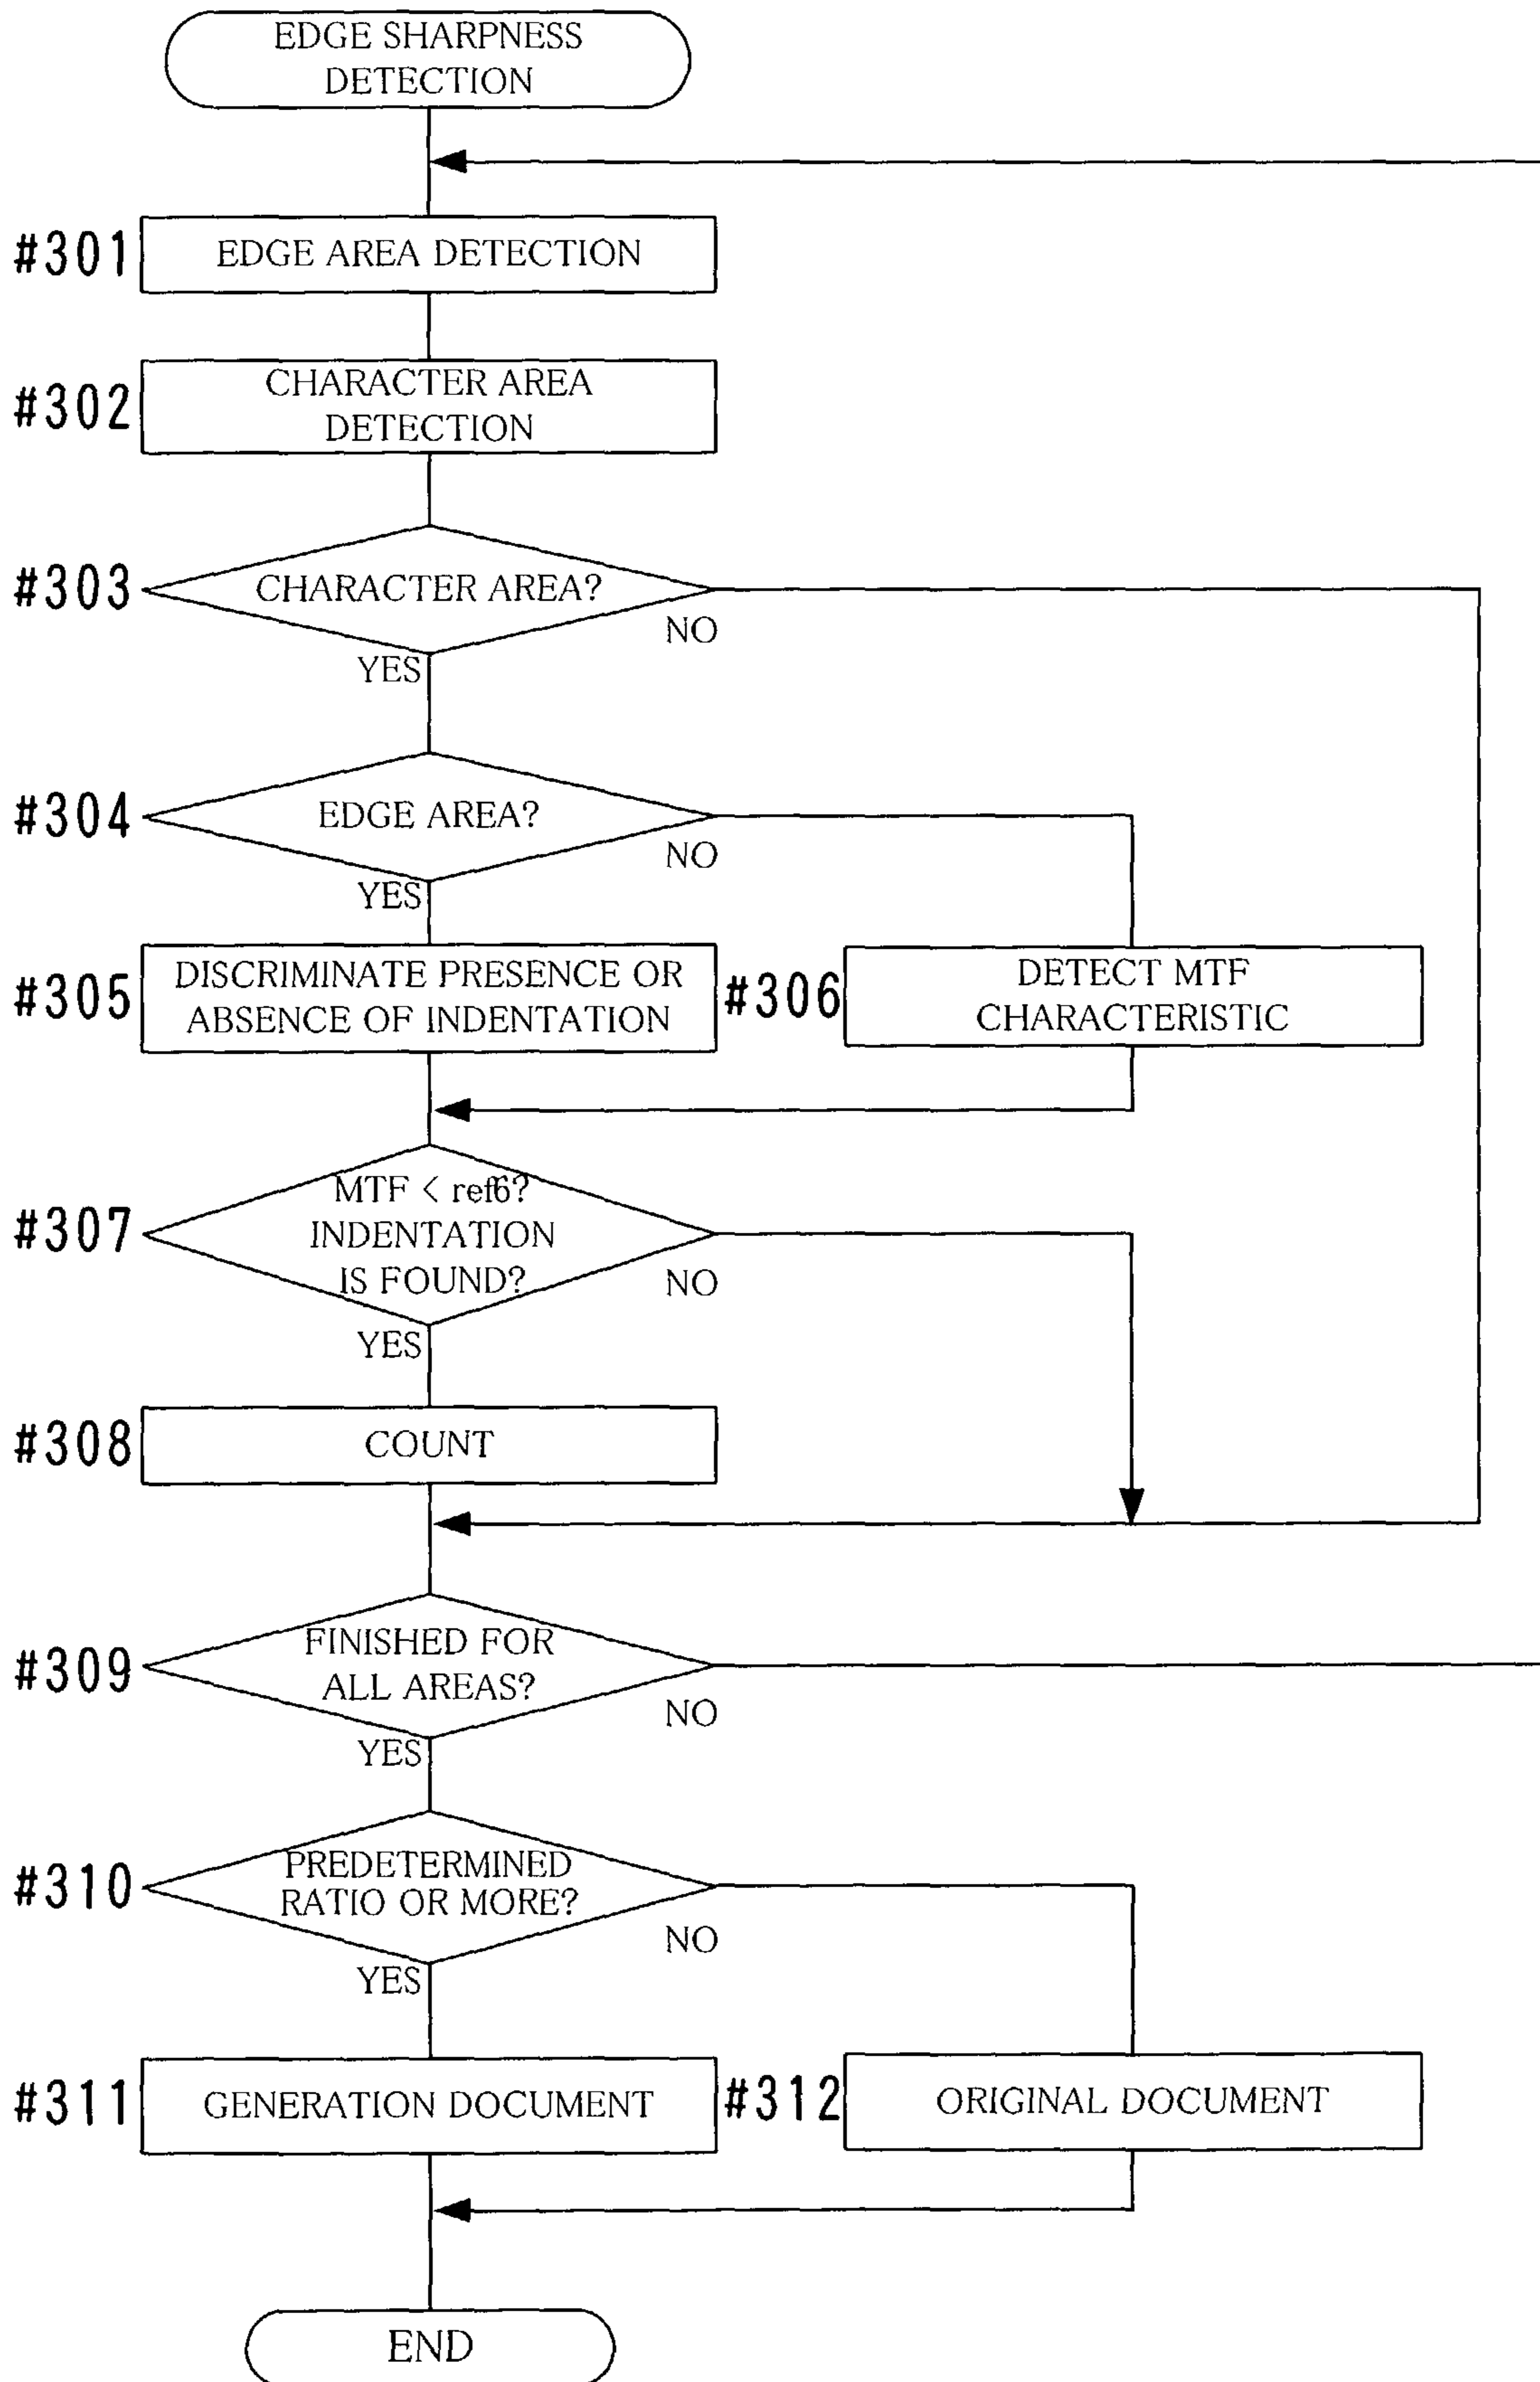 EDGE SHARPNESS
DETECTION
#301
EDGE AREA DETECTION
#302
CHARACTER AREA
DETECTION
#303
CHARACTER AREA?
NO
YES
#304
EDGE AREA?
NO
YES
#305
DISCRIMINATE PRESENCE OR
ABSENCE OF INDENTATION
#306
DETECT MTF
CHARACTERISTIC
#307
MTF < ref6?
INDENTATION
IS FOUND?
NO
YES
#308
COUNT
#309
FINISHED FOR
ALL AREAS?
NO
YES
#310
PREDETERMINED
RATIO OR MORE?
NO
YES
#311
GENERATION DOCUMENT
#312
ORIGINAL DOCUMENT
END